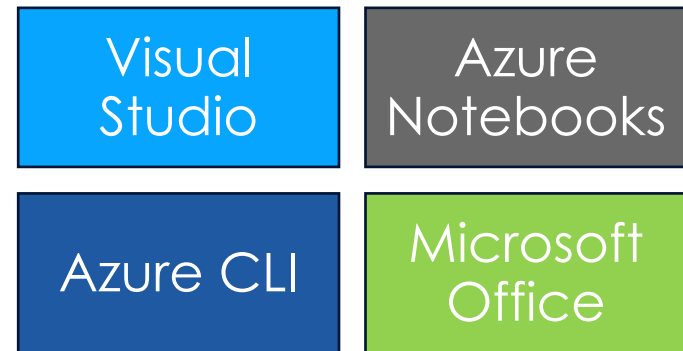 Visual
Studio
Azure
Notebooks
Azure CLI
Microsoft
Office